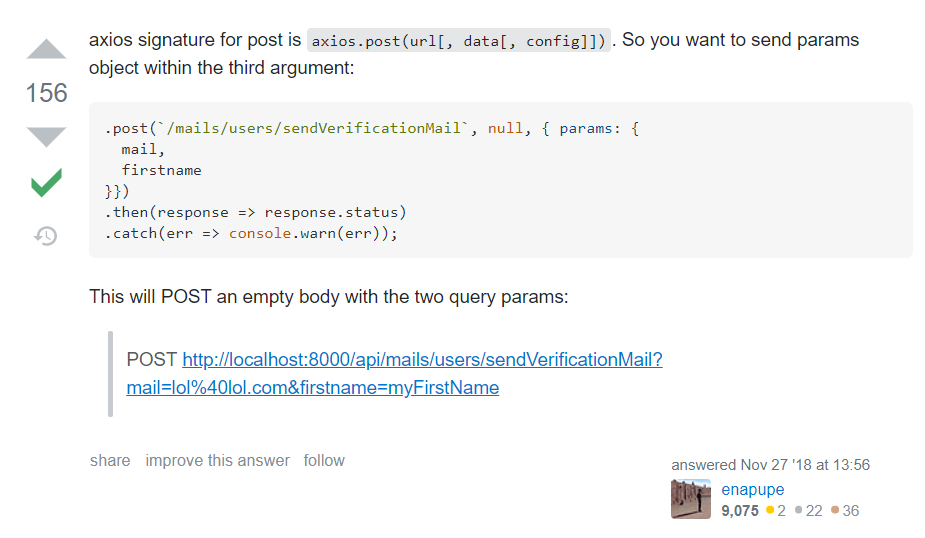 axios signature for post is axios.post(url[, data[, config]]). So you want to send params
object within the third argument:
156
.post(`/mails/users/sendVerificationMail`, null, { params: {
  mail,
  firstname
}})
.then(response => response.status)
.catch(err => console.warn(err));
This will POST an empty body with the two query params:
POST http://localhost:8000/api/mails/users/sendVerificationMail?
mail=lol%40lol.com&firstname=myFirstName
share improve this answer follow
answered Nov 27 '18 at 13:56
enapupe
9,075 ●2 ●22 ●36